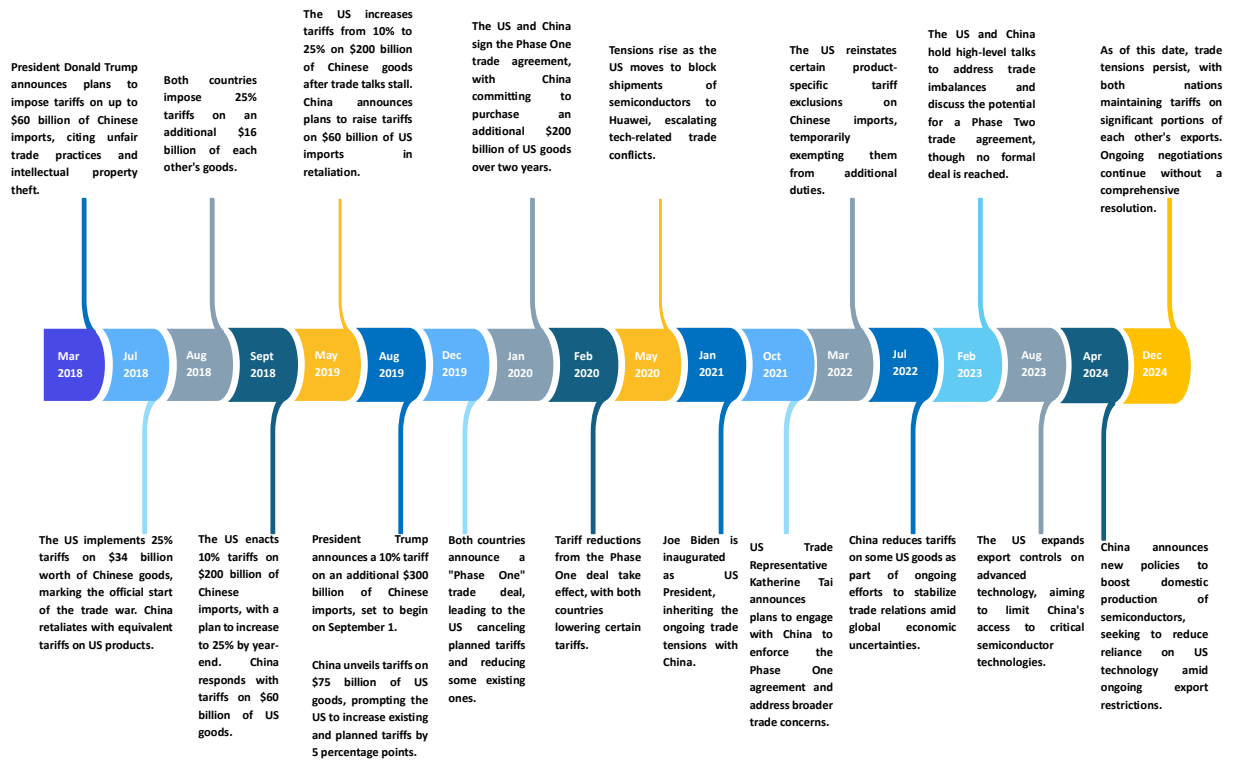 President Donald Trump
announces plans to
impose tariffs on up to
$60 billion of Chinese
imports, citing unfair
trade practices and
intellectual property
theft.
Both countries
impose 25%
tariffs on an
additional $16
billion of each
other's goods.
The US increases
tariffs from 10% to
25% on $200 billion
of Chinese goods
after trade talks stall.
China announces
plans to raise tariffs
on $60 billion of US
imports in
retaliation.
The US and China
sign the Phase One
trade agreement,
with China
committing to
purchase an
additional $200
billion of US goods
over two years.
Tensions rise as the
US moves to block
shipments of
semiconductors to
Huawei, escalating
tech-related trade
conflicts.
The US reinstates
certain product-
specific tariff
exclusions on
Chinese imports,
temporarily
exempting them
from additional
duties.
The US and China
hold high-level talks
to address trade
imbalances and
discuss the potential
for a Phase Two
trade agreement,
though no formal
deal is reached.
As of this date, trade
tensions persist, with
both nations
maintaining tariffs on
significant portions
of each other's exports.
Ongoing negotiations
continue without a
comprehensive
resolution.
Mar
2018
Jul
2018
Aug
2018
Sept
2018
May
2019
Aug
2019
Dec
2019
Jan
2020
Feb
2020
May
2020
Jan
2021
Oct
2021
Mar
2022
Jul
2022
Feb
2023
Aug
2023
Apr
2024
Dec
2024
The US implements 25%
tariffs on $34 billion
worth of Chinese goods,
marking the official start
of the trade war. China
retaliates with equivalent
tariffs on US products.
The US enacts
10% tariffs on
$200 billion of
Chinese
imports, with a
plan to increase
to 25% by year-
end. China
responds with
tariffs on $60
billion of US
goods.
President Trump
announces a 10% tariff
on an additional $300
billion of Chinese
imports, set to begin
on September 1.
China unveils tariffs on
$75 billion of US
goods, prompting the
US to increase existing
and planned tariffs by
5 percentage points.
Both countries
announce a
"Phase One"
trade deal,
leading to the
US canceling
planned tariffs
and reducing
some existing
ones.
Tariff reductions
from the Phase
One deal take
effect, with both
countries
lowering certain
tariffs.
Joe Biden is
inaugurated
as US
President,
inheriting the
ongoing trade
tensions with
China.
US Trade
Representative
Katherine Tai
announces
plans to engage
with China to
enforce the
Phase One
agreement and
address broader
trade concerns.
China reduces tariffs
on some US goods as
part of ongoing
efforts to stabilize
trade relations amid
global economic
uncertainties.
The US expands
export controls on
advanced
technology, aiming
to limit China's
access to critical
semiconductor
technologies.
China announces
new policies to
boost domestic
production of
semiconductors,
seeking to reduce
reliance on US
technology amid
ongoing export
restrictions.